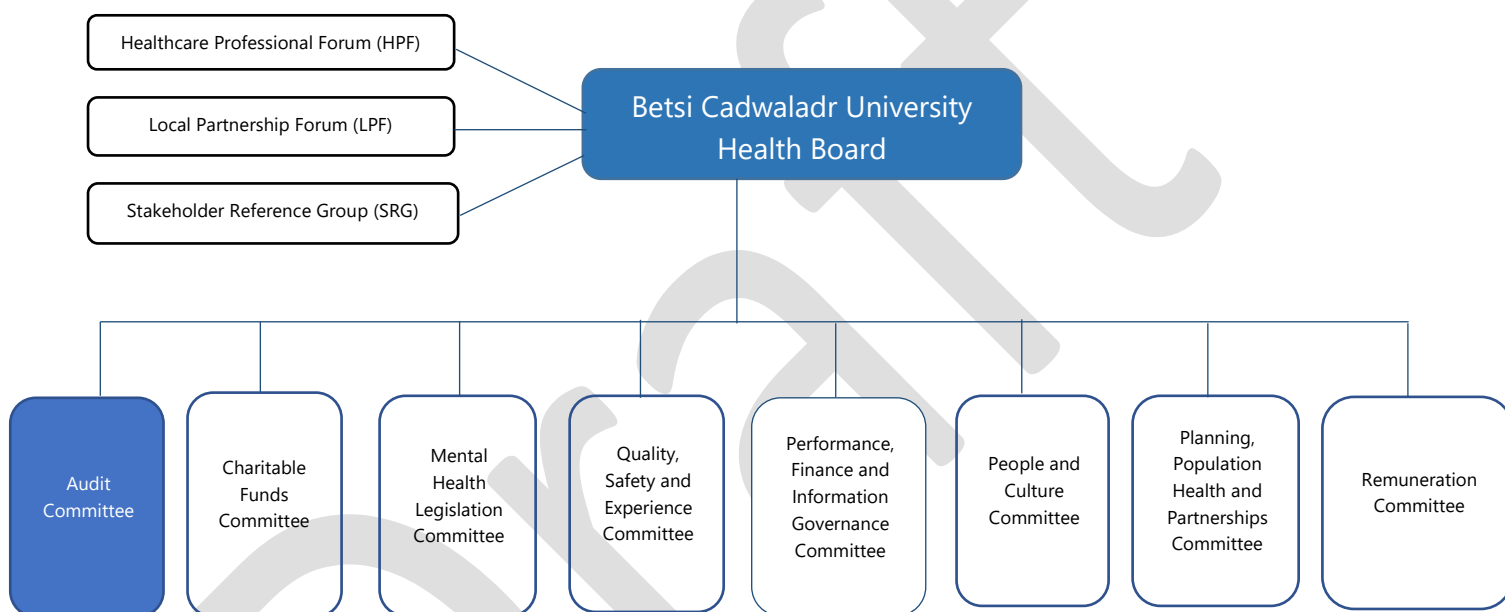 Healthcare Professional Forum (HPF)
Local Partnership Forum (LPF)
Stakeholder Reference Group (SRG)
Betsi Cadwaladr University
Health Board
Audit
Committee
Charitable
Funds
Committee
Mental
Health
Legislation
Committee
Quality,
Safety and
Experience
Committee
Performance,
Finance and
Information
Governance
Committee
People and
Culture
Committee
Planning,
Population
Health and
Partnerships
Committee
Remuneration
Committee
Draft